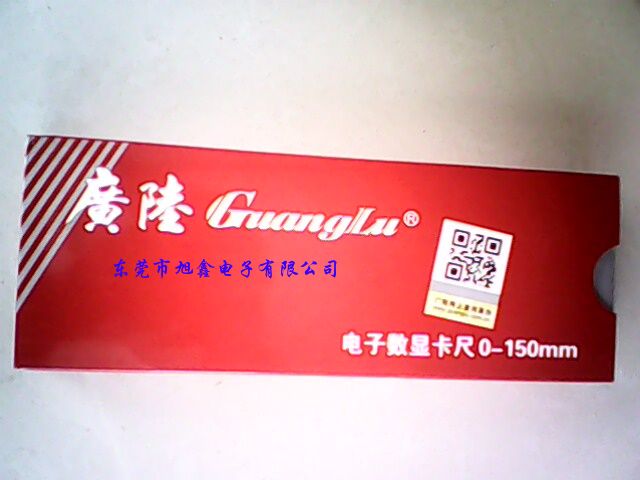 廣陸 GuangLu®
东莞市旭鑫电子有限公司
电子数显卡尺 0-150mm